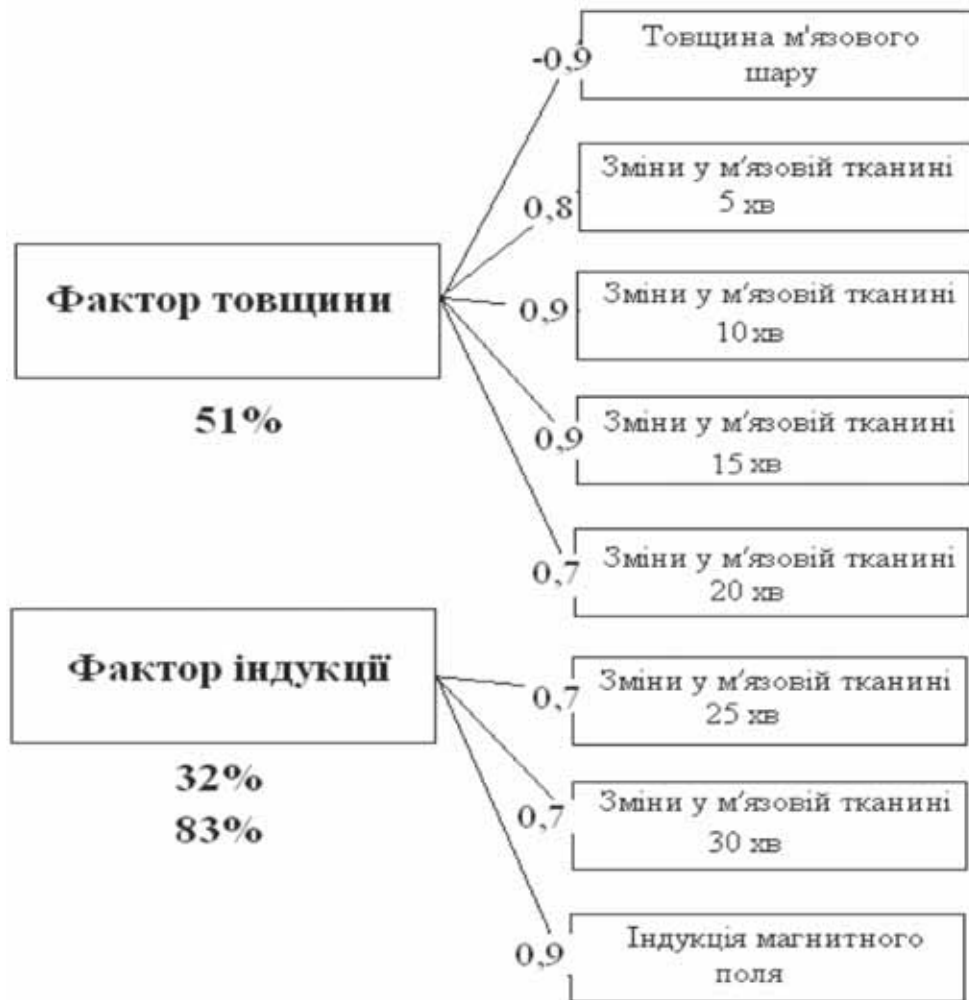 Товщина м'язового
шару
-0,9
Зміни у м'язовій тканині
5 хв
0,8
Фактор товщини
51%
Зміни у м'язовій тканині
10 хв
0,9
Зміни у м'язовій тканині
15 хв
0,9
Зміни у м'язовій тканині
20 хв
0,7
Фактор індукції
32%
83%
Зміни у м'язовій тканині
25 хв
0,7
Зміни у м'язовій тканині
30 хв
0,7
Індукція магнитного
поля
0,9